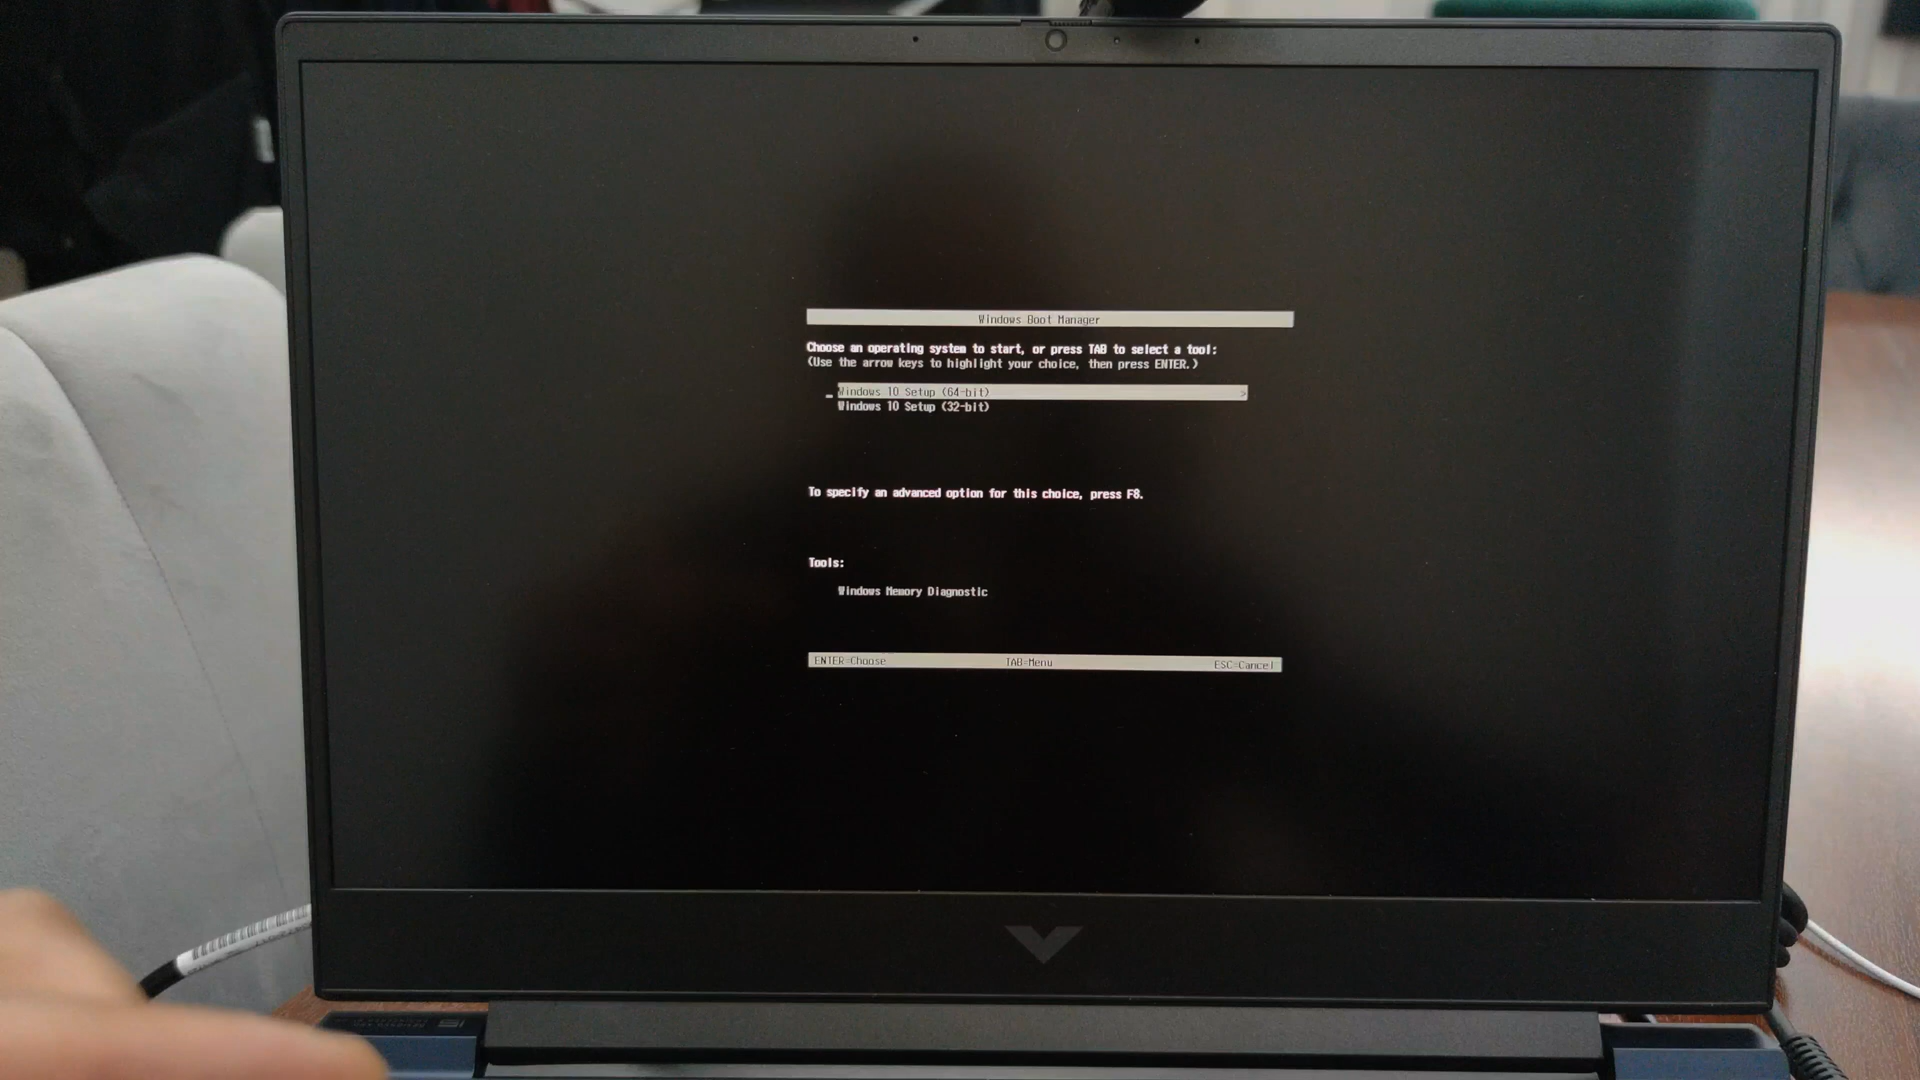 Windows Boot Manager
Choose an operating system to start, or press TAB to select a tool:
(Use the arrow keys to highlight your choice, then press ENTER.)
Windows 10 Setup (64-bit) >
Windows 10 Setup (32-bit)
To specify an advanced option for this choice, press F8.
Tools:
Windows Memory Diagnostic
ENTER=Choose TAB=Menu ESC=Cancel